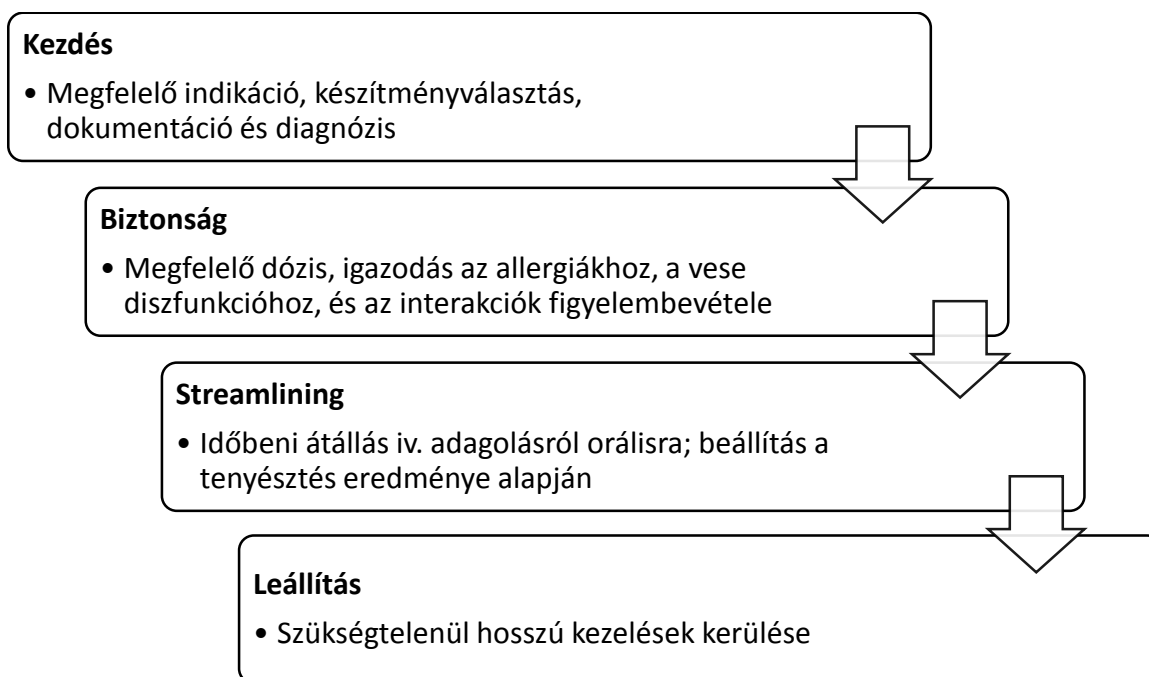 Kezdés
• Megfelelő indikáció, készítményválasztás,
dokumentáció és diagnózis
Biztonság
• Megfelelő dózis, igazodás az allergiákhoz, a vese
diszfunkcióhoz, és az interakciók figyelembevétele
Streamlining
• Időbeni átállás iv. adagolásról orálisra; beállítás a
tenyésztés eredménye alapján
Leállítás
• Szükségtelenül hosszú kezelések kerülése